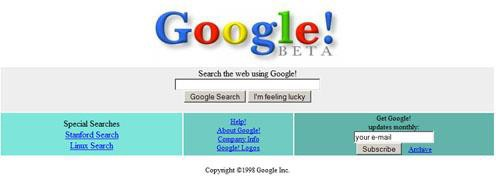 Google!
BETA
Search the web using Google!
Google Search I'm feeling lucky
Special Searches
Stanford Search
Linux Search
Help!
About Google!
Company Info
Google! Logos
Get Google!
updates monthly:
your e-mail
Subscribe Archive
Copyright ©1998 Google Inc.